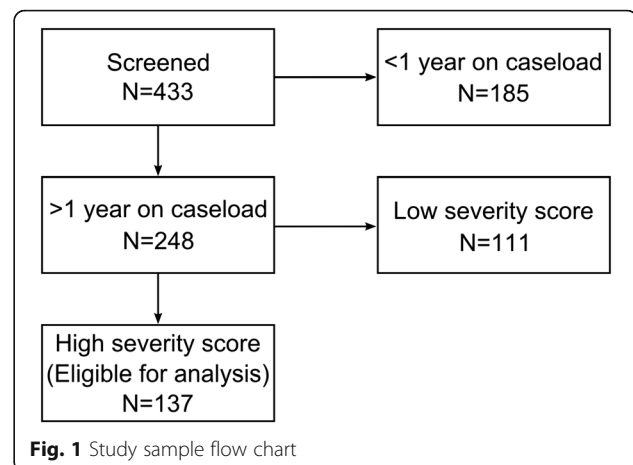 Screened
N=433
<1 year on caseload
N=185
>1 year on caseload
N=248
Low severity score
N=111
High severity score
(Eligible for analysis)
N=137
Fig. 1 Study sample flow chart